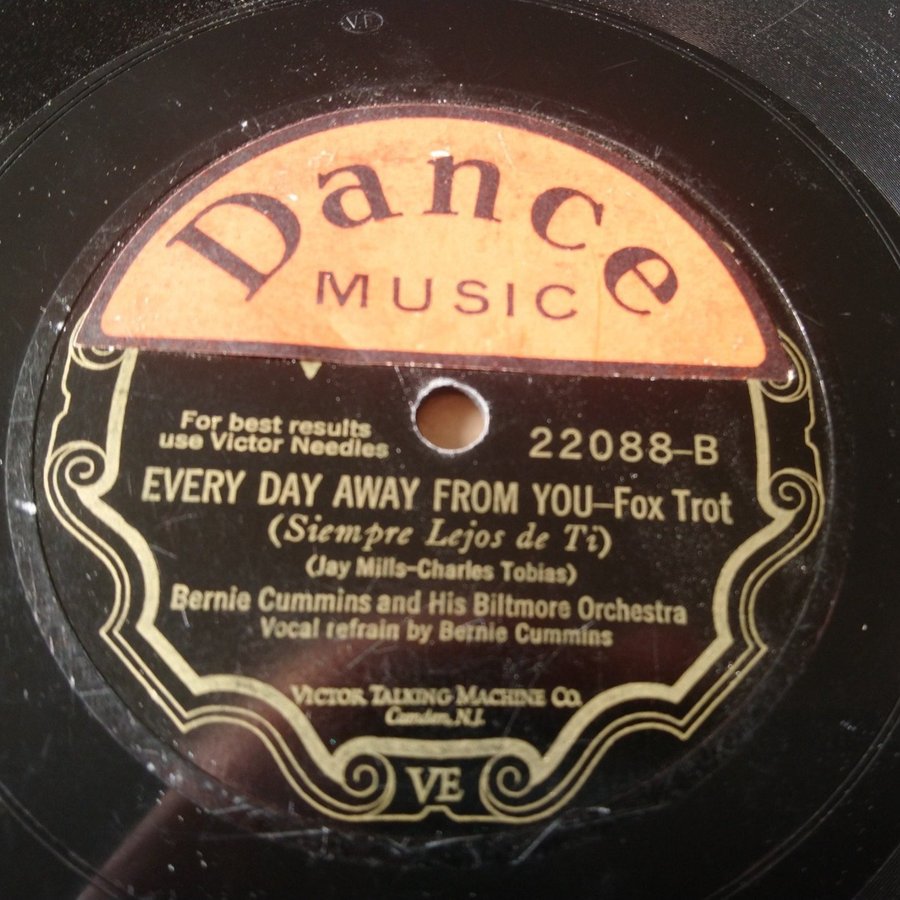 VE
Dance
MUSIC
For best results
use Victor Needles
22088-B
EVERY DAY AWAY FROM YOU—Fox Trot
(Siempre Lejos de Ti)
(Jay Mills-Charles Tobias)
Bernie Cummins and His Biltmore Orchestra
Vocal refrain by Bernie Cummins
VICTOR TALKING MACHINE CO.
Camden, N.J.
VE